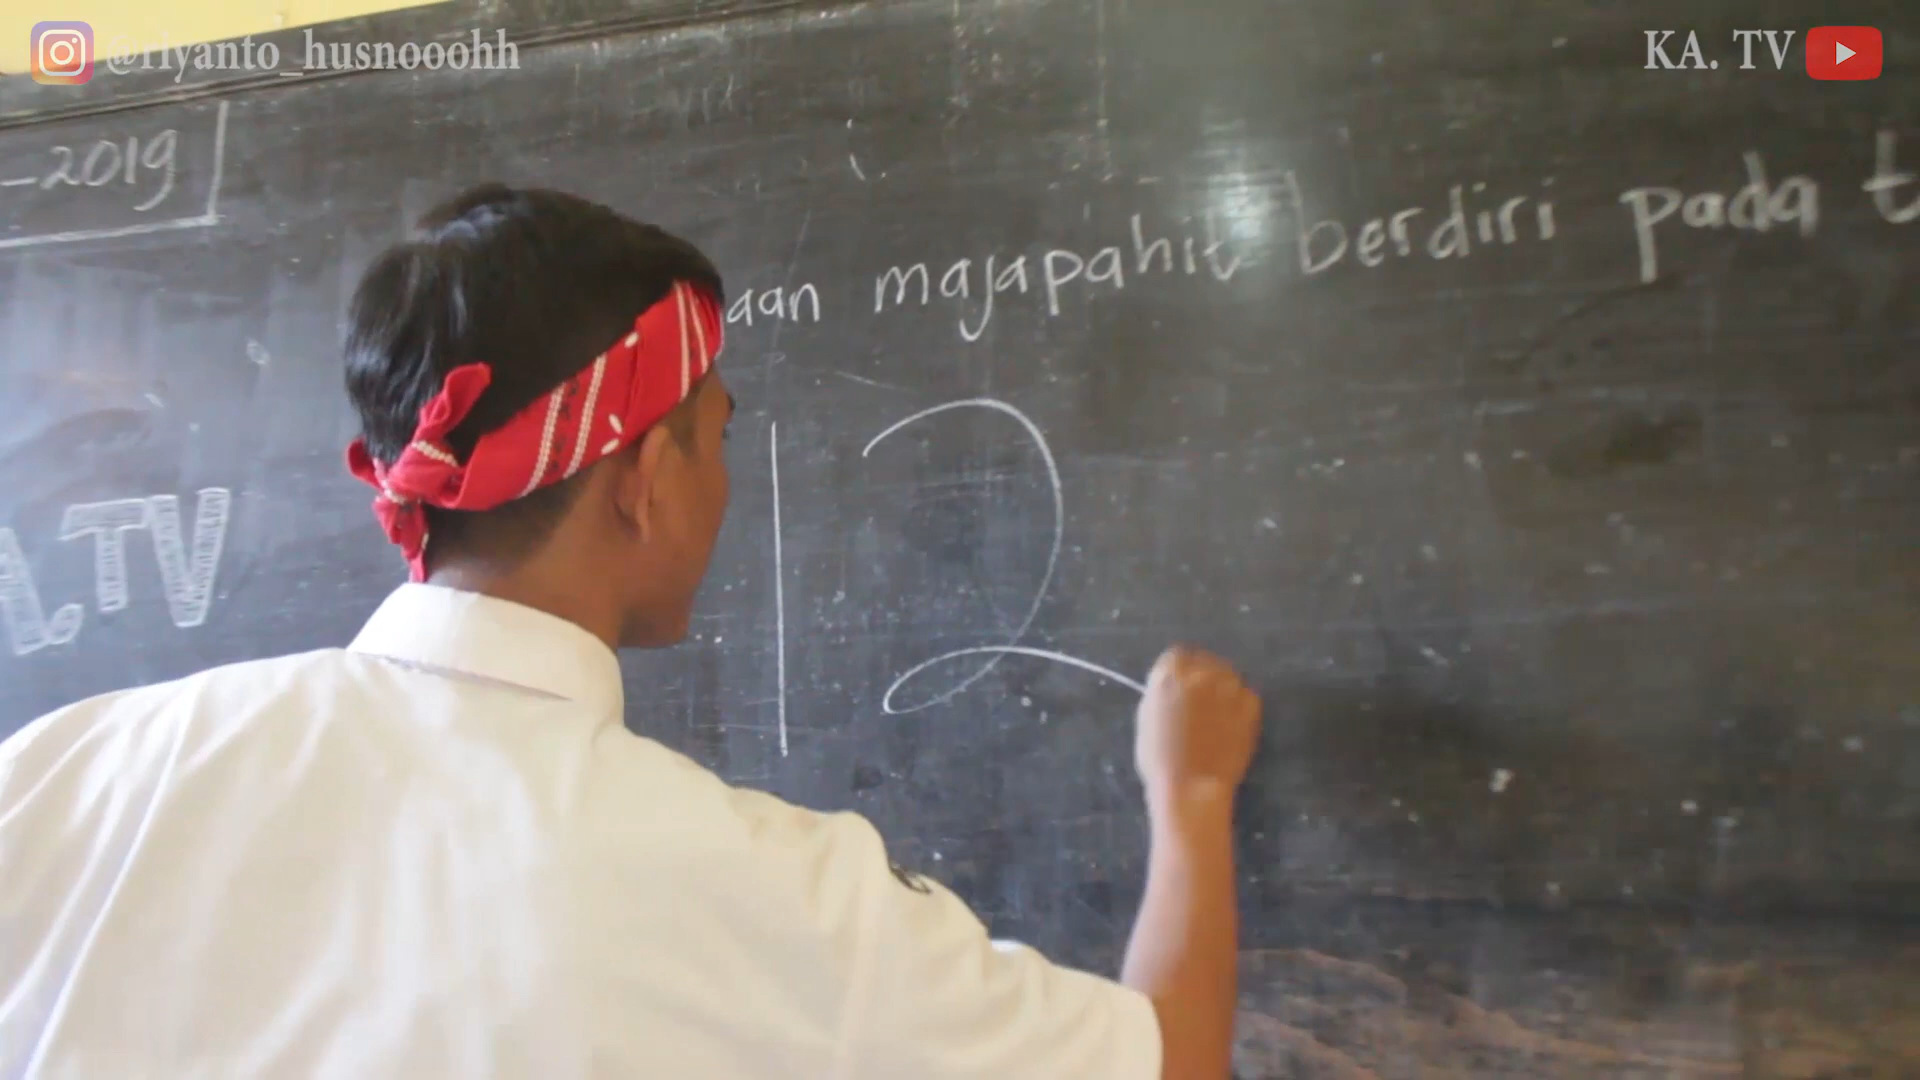 @riyanto_husnooohh
KA. TV
-2019
aan majapahit berdiri pada t
A.TV
12